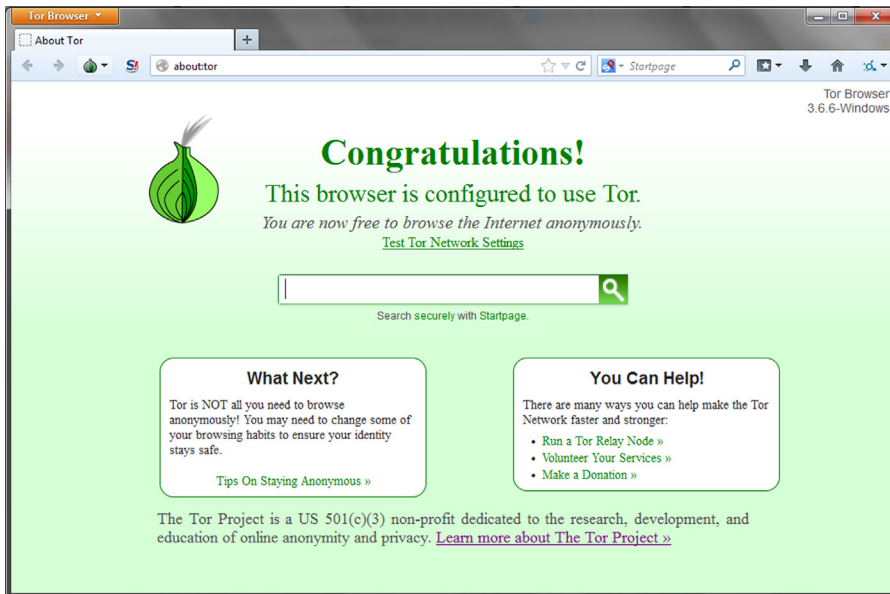 Tor Browser
About Tor
about:tor
Startpage
Tor Browser
3.6.6-Windows
Congratulations!
This browser is configured to use Tor.
You are now free to browse the Internet anonymously.
Test Tor Network Settings
Search securely with Startpage.
What Next?
Tor is NOT all you need to browse
anonymously! You may need to change some of
your browsing habits to ensure your identity
stays safe.
Tips On Staying Anonymous »
You Can Help!
There are many ways you can help make the Tor
Network faster and stronger:
• Run a Tor Relay Node »
• Volunteer Your Services »
• Make a Donation »
The Tor Project is a US 501(c)(3) non-profit dedicated to the research, development, and
education of online anonymity and privacy. Learn more about The Tor Project »